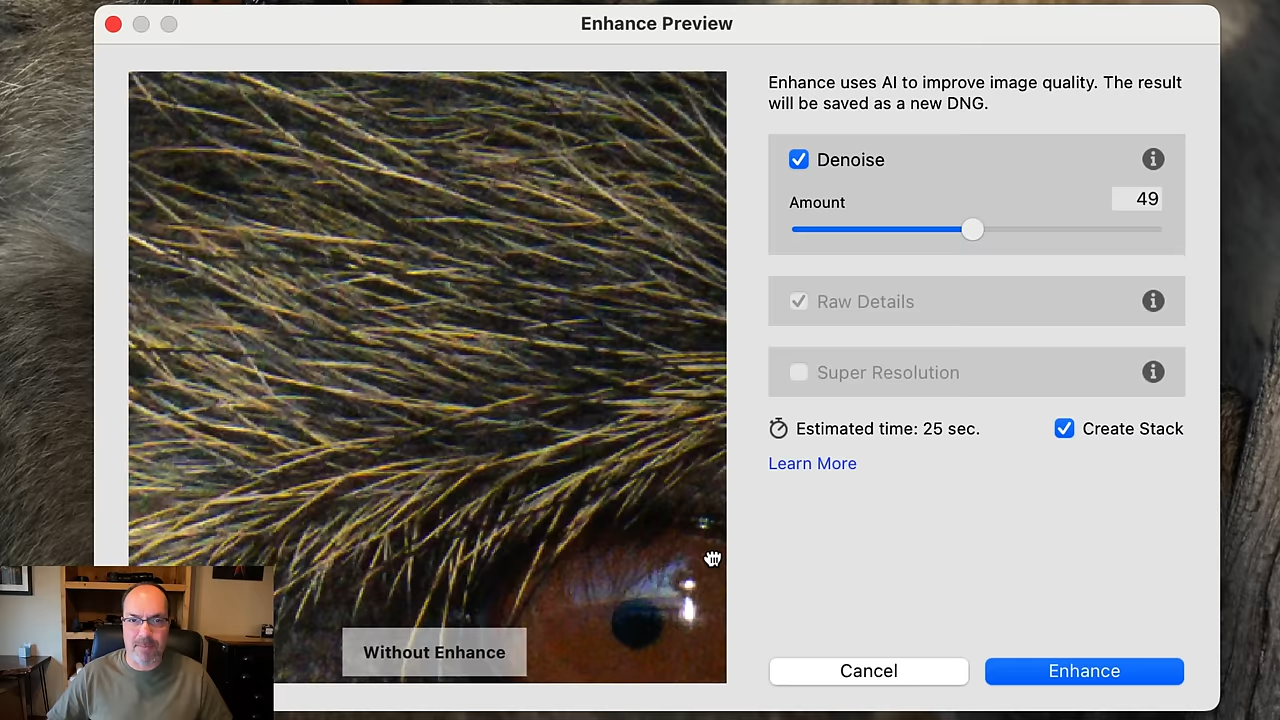 Enhance Preview
Enhance uses AI to improve image quality. The result
will be saved as a new DNG.
Denoise
Amount
49
Raw Details
Super Resolution
Estimated time: 25 sec.
Create Stack
Learn More
Without Enhance
Cancel
Enhance